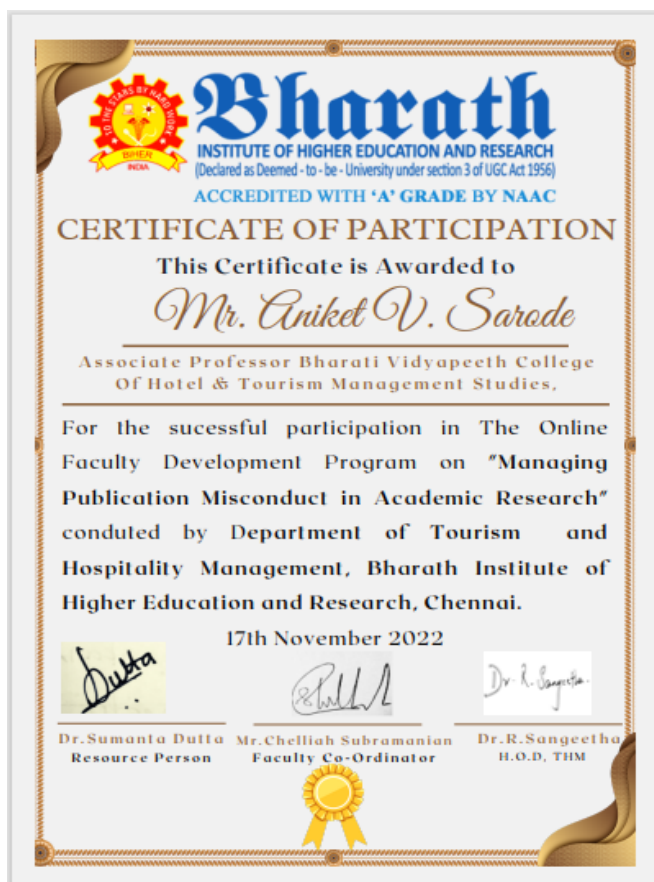 TO THE STARS BY HARD WORK
BIHER
INDIA
Bharath
INSTITUTE OF HIGHER EDUCATION AND RESEARCH
(Declared as Deemed - to - be - University under section 3 of UGC Act 1956)
ACCREDITED WITH ‘A’ GRADE BY NAAC
CERTIFICATE OF PARTICIPATION
This Certificate is Awarded to
Mr. Aniket V. Sarode
Associate Professor Bharati Vidyapeeth College
Of Hotel & Tourism Management Studies,
For the sucessful participation in The Online
Faculty Development Program on "Managing
Publication Misconduct in Academic Research"
conduted by Department of Tourism and
Hospitality Management, Bharath Institute of
Higher Education and Research, Chennai.
17th November 2022
Dutta
Dr. R. Sangeetha.
Dr.Sumanta Dutta Mr.Chelliah Subramanian Dr.R.Sangeetha
Resource Person Faculty Co-Ordinator H.O.D, THM